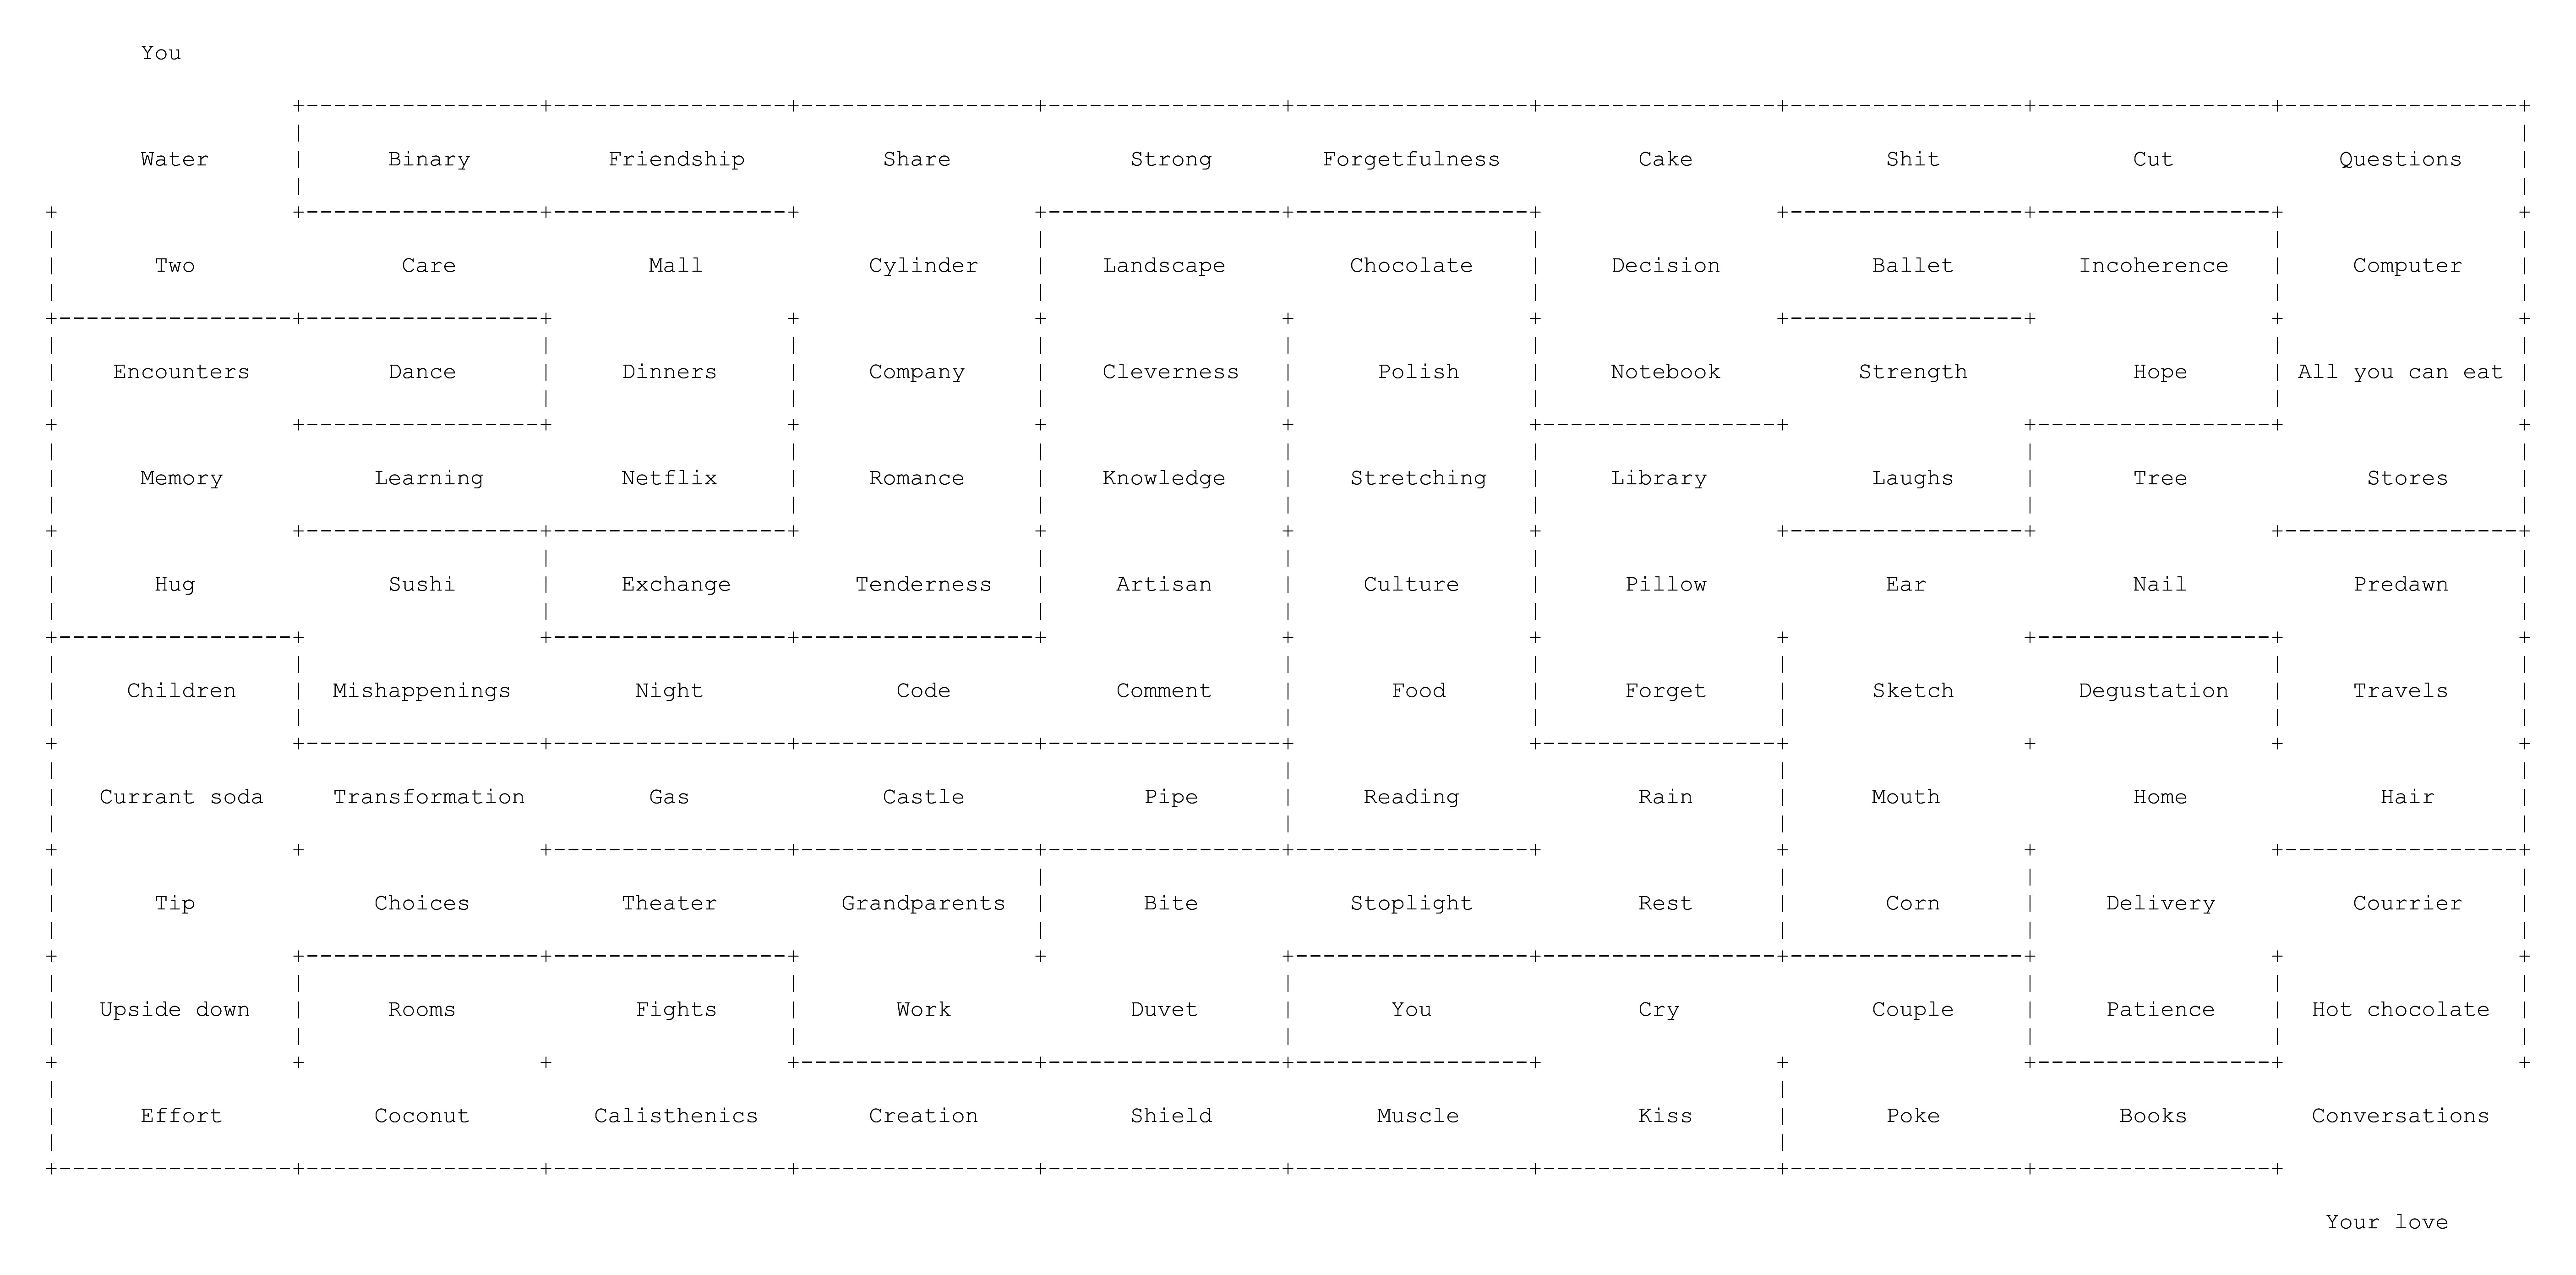 You
Water Binary Friendship Share Strong Forgetfulness Cake Shit Cut Questions
Two Care Mall Cylinder Landscape Chocolate Decision Ballet Incoherence Computer
Encounters Dance Dinners Company Cleverness Polish Notebook Strength Hope All you can eat
Memory Learning Netflix Romance Knowledge Stretching Library Laughs Tree Stores
Hug Sushi Exchange Tenderness Artisan Culture Pillow Ear Nail Predawn
Children Mishappenings Night Code Comment Food Forget Sketch Degustation Travels
Currant soda Transformation Gas Castle Pipe Reading Rain Mouth Home Hair
Tip Choices Theater Grandparents Bite Stoplight Rest Corn Delivery Courrier
Upside down Rooms Fights Work Duvet You Cry Couple Patience Hot chocolate
Effort Coconut Calisthenics Creation Shield Muscle Kiss Poke Books Conversations
Your love